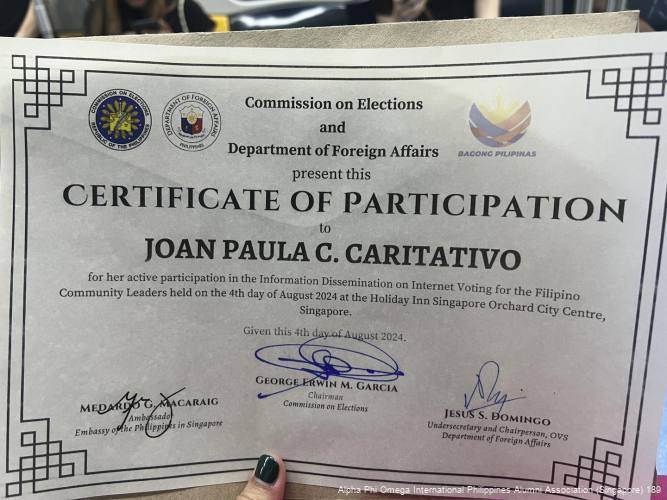 COMMISSION ON ELECTIONS
REPUBLIC OF THE PHILIPPINES
DEPARTMENT OF FOREIGN AFFAIRS
PHILIPPINES
BAGONG PILIPINAS
Commission on Elections
and
Department of Foreign Affairs
present this
CERTIFICATE OF PARTICIPATION
to
JOAN PAULA C. CARITATIVO
for her active participation in the Information Dissemination on Internet Voting for the Filipino
Community Leaders held on the 4th day of August 2024 at the Holiday Inn Singapore Orchard City Centre,
Singapore.
Given this 4th day of August 2024.
MEDARDO G. MACARAIG
Ambassador
Embassy of the Philippines in Singapore
GEORGE ERWIN M. GARCIA
Chairman
Commission on Elections
JESUS S. DOMINGO
Undersecretary and Chairperson, OVS
Department of Foreign Affairs
Alpha Phi Omega International Philippines Alumni Association (Singapore) 189